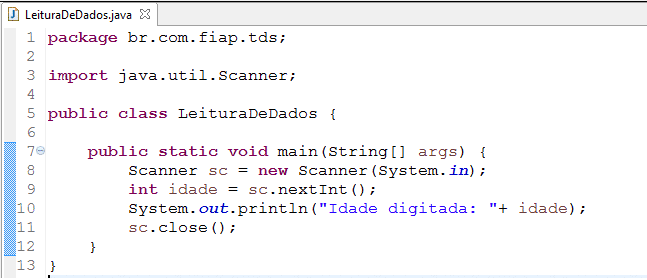 LeituraDeDados.java
1 package br.com.fiap.tds;
2
3 import java.util.Scanner;
4
5 public class LeituraDeDados {
6
7 public static void main(String[] args) {
8 Scanner sc = new Scanner(System.in);
9 int idade = sc.nextInt();
10 System.out.println("Idade digitada: "+ idade);
11 sc.close();
12 }
13 }